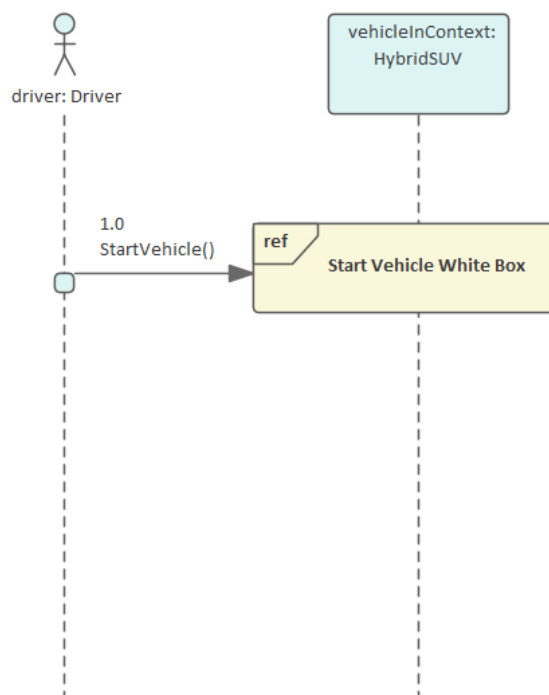 vehicleInContext:
HybridSUV
driver: Driver
1.0
StartVehicle()
ref
Start Vehicle White Box